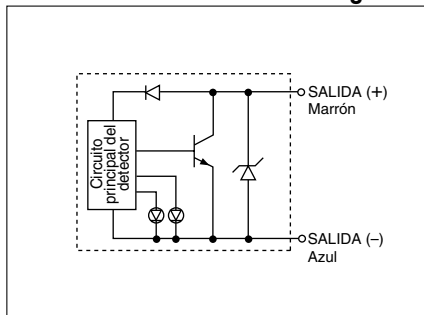 SALIDA (+)
Marrón
Circuito
principal del
detector
SALIDA (–)
Azul